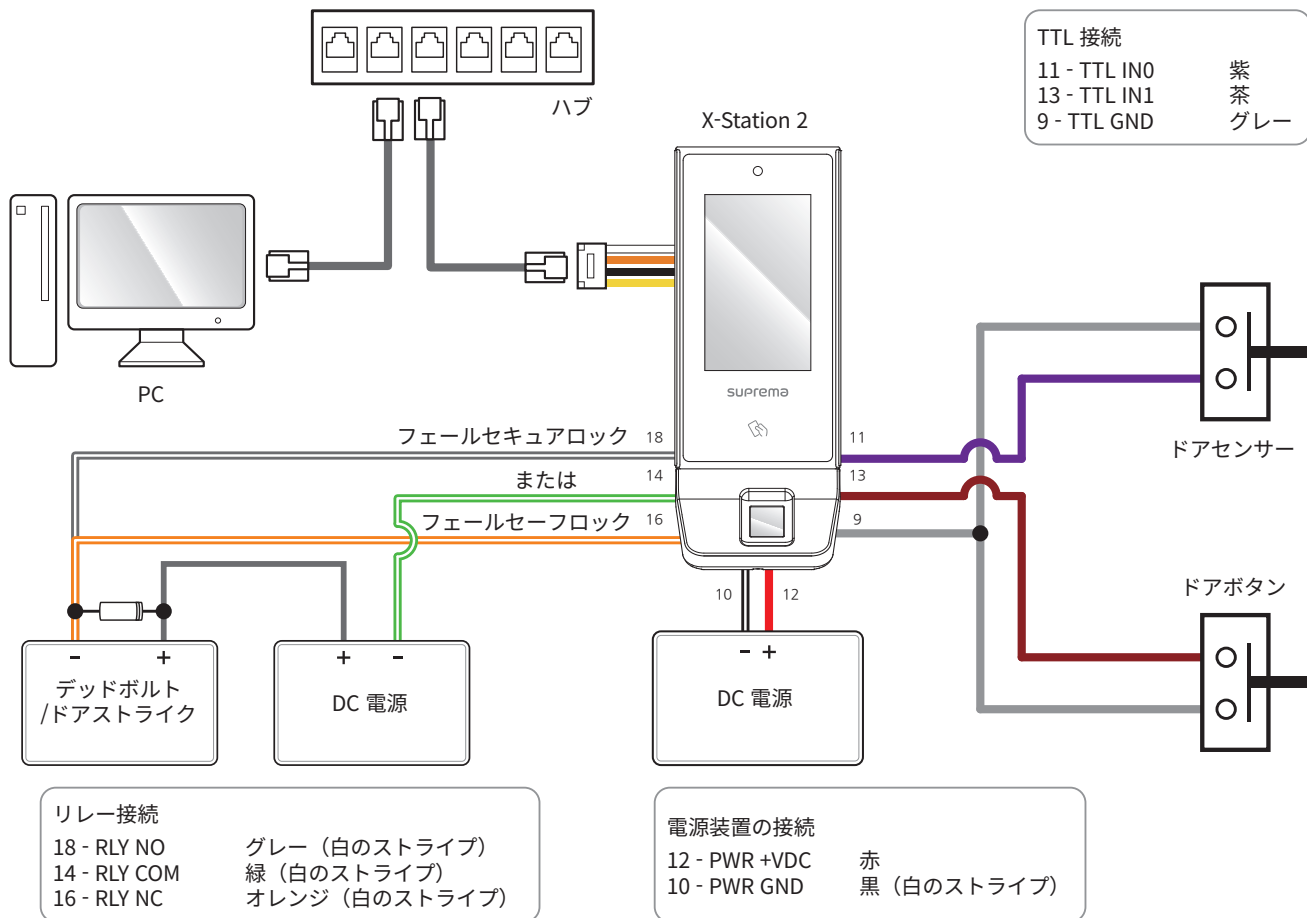 ハブ
TTL 接続
11 - TTL IN0 紫
13 - TTL IN1 茶
9 - TTL GND グレー
X-Station 2
PC
suprema
フェールセキュアロック 18
または 14
フェールセーフロック 16
11
13
9
ドアセンサー
ドアボタン
10 12
- +
デッドボルト
/ドアストライク
+ -
DC 電源
- +
DC 電源
リレー接続
18 - RLY NO グレー（白のストライプ）
14 - RLY COM 緑（白のストライプ）
16 - RLY NC オレンジ（白のストライプ）
電源装置の接続
12 - PWR +VDC 赤
10 - PWR GND 黒（白のストライプ）